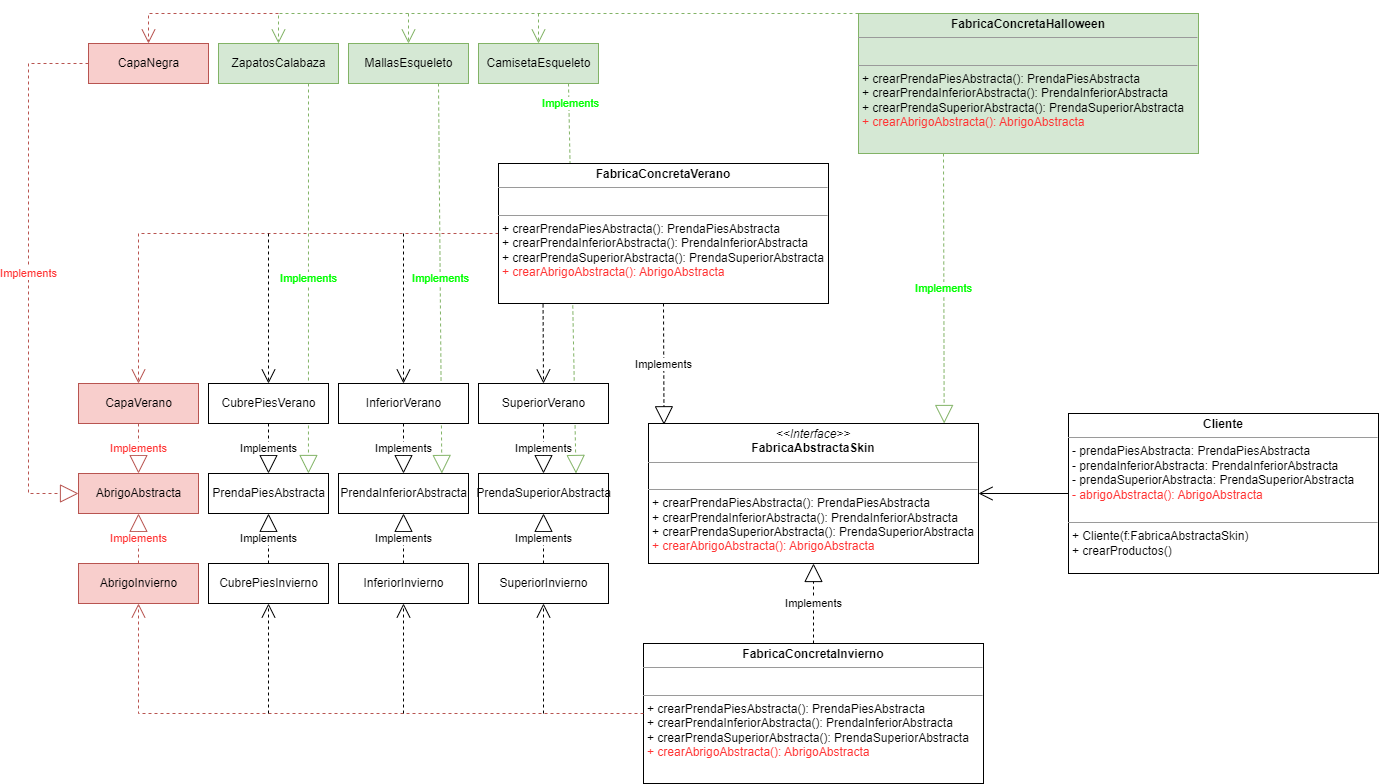 FabricaConcretaHalloween
+ crearPrendaPiesAbstracta(): PrendaPiesAbstracta
+ crearPrendaInferiorAbstracta(): PrendaInferiorAbstracta
+ crearPrendaSuperiorAbstracta(): PrendaSuperiorAbstracta
+ crearAbrigoAbstracta(): AbrigoAbstracta
CapaNegra
ZapatosCalabaza
MallasEsqueleto
CamisetaEsqueleto
Implements
FabricaConcretaVerano
+ crearPrendaPiesAbstracta(): PrendaPiesAbstracta
+ crearPrendaInferiorAbstracta(): PrendaInferiorAbstracta
+ crearPrendaSuperiorAbstracta(): PrendaSuperiorAbstracta
+ crearAbrigoAbstracta(): AbrigoAbstracta
Implements
Implements
Implements
Implements
Implements
CapaVerano
CubrePiesVerano
InferiorVerano
SuperiorVerano
Implements
Implements
Implements
Implements
AbrigoAbstracta
PrendaPiesAbstracta
PrendaInferiorAbstracta
PrendaSuperiorAbstracta
Implements
Implements
Implements
Implements
AbrigoInvierno
CubrePiesInvierno
InferiorInvierno
SuperiorInvierno
<<Interface>>
FabricaAbstractaSkin
+ crearPrendaPiesAbstracta(): PrendaPiesAbstracta
+ crearPrendaInferiorAbstracta(): PrendaInferiorAbstracta
+ crearPrendaSuperiorAbstracta(): PrendaSuperiorAbstracta
+ crearAbrigoAbstracta(): AbrigoAbstracta
Cliente
- prendaPiesAbstracta: PrendaPiesAbstracta
- prendaInferiorAbstracta: PrendaInferiorAbstracta
- prendaSuperiorAbstracta: PrendaSuperiorAbstracta
- abrigoAbstracta(): AbrigoAbstracta
+ Cliente(f:FabricaAbstractaSkin)
+ crearProductos()
Implements
FabricaConcretaInvierno
+ crearPrendaPiesAbstracta(): PrendaPiesAbstracta
+ crearPrendaInferiorAbstracta(): PrendaInferiorAbstracta
+ crearPrendaSuperiorAbstracta(): PrendaSuperiorAbstracta
+ crearAbrigoAbstracta(): AbrigoAbstracta